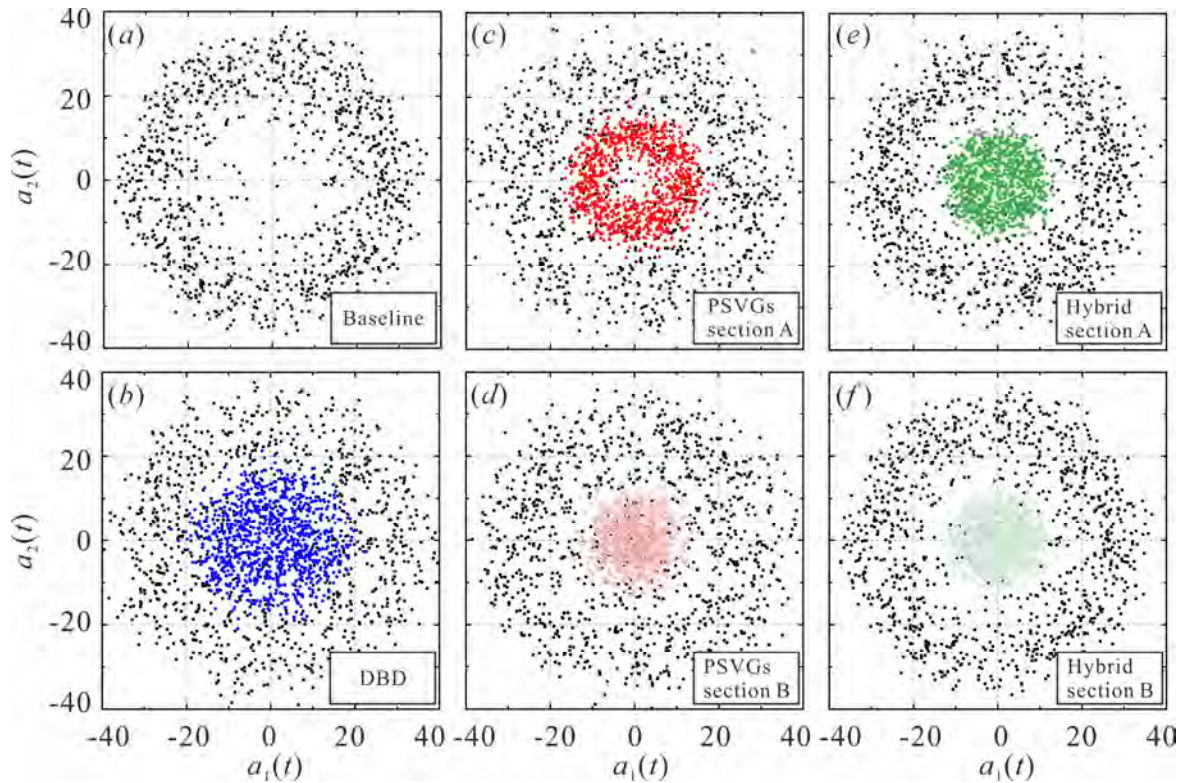 40 (a) (c) (e)
20
a₂(t) 0
-20
Baseline PSVGs section A Hybrid section A
-40
40 (b) (d) (f)
20
a₂(t) 0
-20
DBD PSVGs section B Hybrid section B
-40
-40 -20 0 20 40 -20 0 20 40 -20 0 20 40
a₁(t) a₁(t) a₁(t)